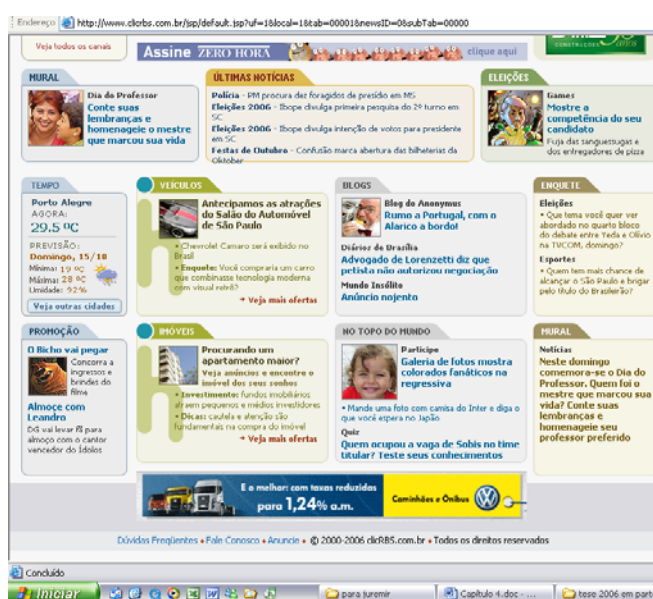 Endereço http://www.clicrbs.com.br/jsp/default.jsp?uf=1&local=1&tab=00001&newsID=0&subTab=00000
Veja todos os canais
Assine ZERO HORA
clique aqui
CONSTRUÇÕES anos
MURAL
Dia do Professor
Conte suas
lembranças e
homenageie o mestre
que marcou sua vida
ÚLTIMAS NOTÍCIAS
Polícia - PM procura dez foragidos de presídio em MS
Eleições 2006 - Ibope divulga primeira pesquisa do 2º turno em
SC
Eleições 2006 - Ibope divulga intenção de votos para presidente
em SC
Festas de Outubro - Confusão marca abertura das bilheterias da
Oktober
ELEIÇÕES
Games
Mostre a
competência do seu
candidato
Fuja das sanguessugas e
dos entregadores de pizza
TEMPO
Porto Alegre
AGORA:
29.5 ºC
PREVISÃO:
Domingo, 15/10
Mínima: 19 ºC
Máxima: 28 ºC
Umidade: 92%
Veja outras cidades
VEÍCULOS
Antecipamos as atrações
do Salão do Automóvel
de São Paulo
• Chevrolet Camaro será exibido no
Brasil
• Enquete: Você compraria um carro
que combinasse tecnologia moderna
com visual retrô?
Veja mais ofertas
BLOGS
Blog do Anonymus
Rumo a Portugal, com o
Alarico a bordo!
Diários de Brasília
Advogado de Lorenzetti diz que
petista não autorizou negociação
Mundo Insólito
Anúncio nojento
ENQUETE
Eleições
• Que tema você quer ver
abordado no quarto bloco
do debate entre Yeda e Olívio
na TVCOM, domingo?
Esportes
• Quem tem mais chance de
alcançar o São Paulo e brigar
pelo título do Brasileirão?
PROMOÇÃO
O Bicho vai pegar
Concorra a
ingressos e
brindes do
filme
Almoçe com
Leandro
DG vai levar fã para
almoço com o cantor
vencedor do Ídolos
IMÓVEIS
Procurando um
apartamento maior?
Veja anúncios e encontre o
imóvel dos seus sonhos
• Investimento: fundos imobiliários
atraem pequenos e médios investidores
• Dicas: cautela e atenção são
fundamentais na compra do imóvel
Veja mais ofertas
NO TOPO DO MUNDO
Participe
Galeria de fotos mostra
colorados fanáticos na
regressiva
• Mande uma foto com camisa do Inter e diga o
que você espera no Japão
Quiz
Quem ocupou a vaga de Sobis no time
titular? Teste seus conhecimentos
MURAL
Notícias
Neste domingo
comemora-se o Dia do
Professor. Quem foi o
mestre que marcou sua
vida? Conte suas
lembranças e
homenageie seu
professor preferido
E o melhor: com taxas reduzidas
para 1,24% a.m.
Caminhões e Ônibus
Dúvidas Freqüentes • Fale Conosco • Anuncie • © 2000-2006 clicRBS.com.br • Todos os direitos reservados
Concluído
Iniciar
para juremir
Capítulo 4.doc - ...
tese 2006 em part